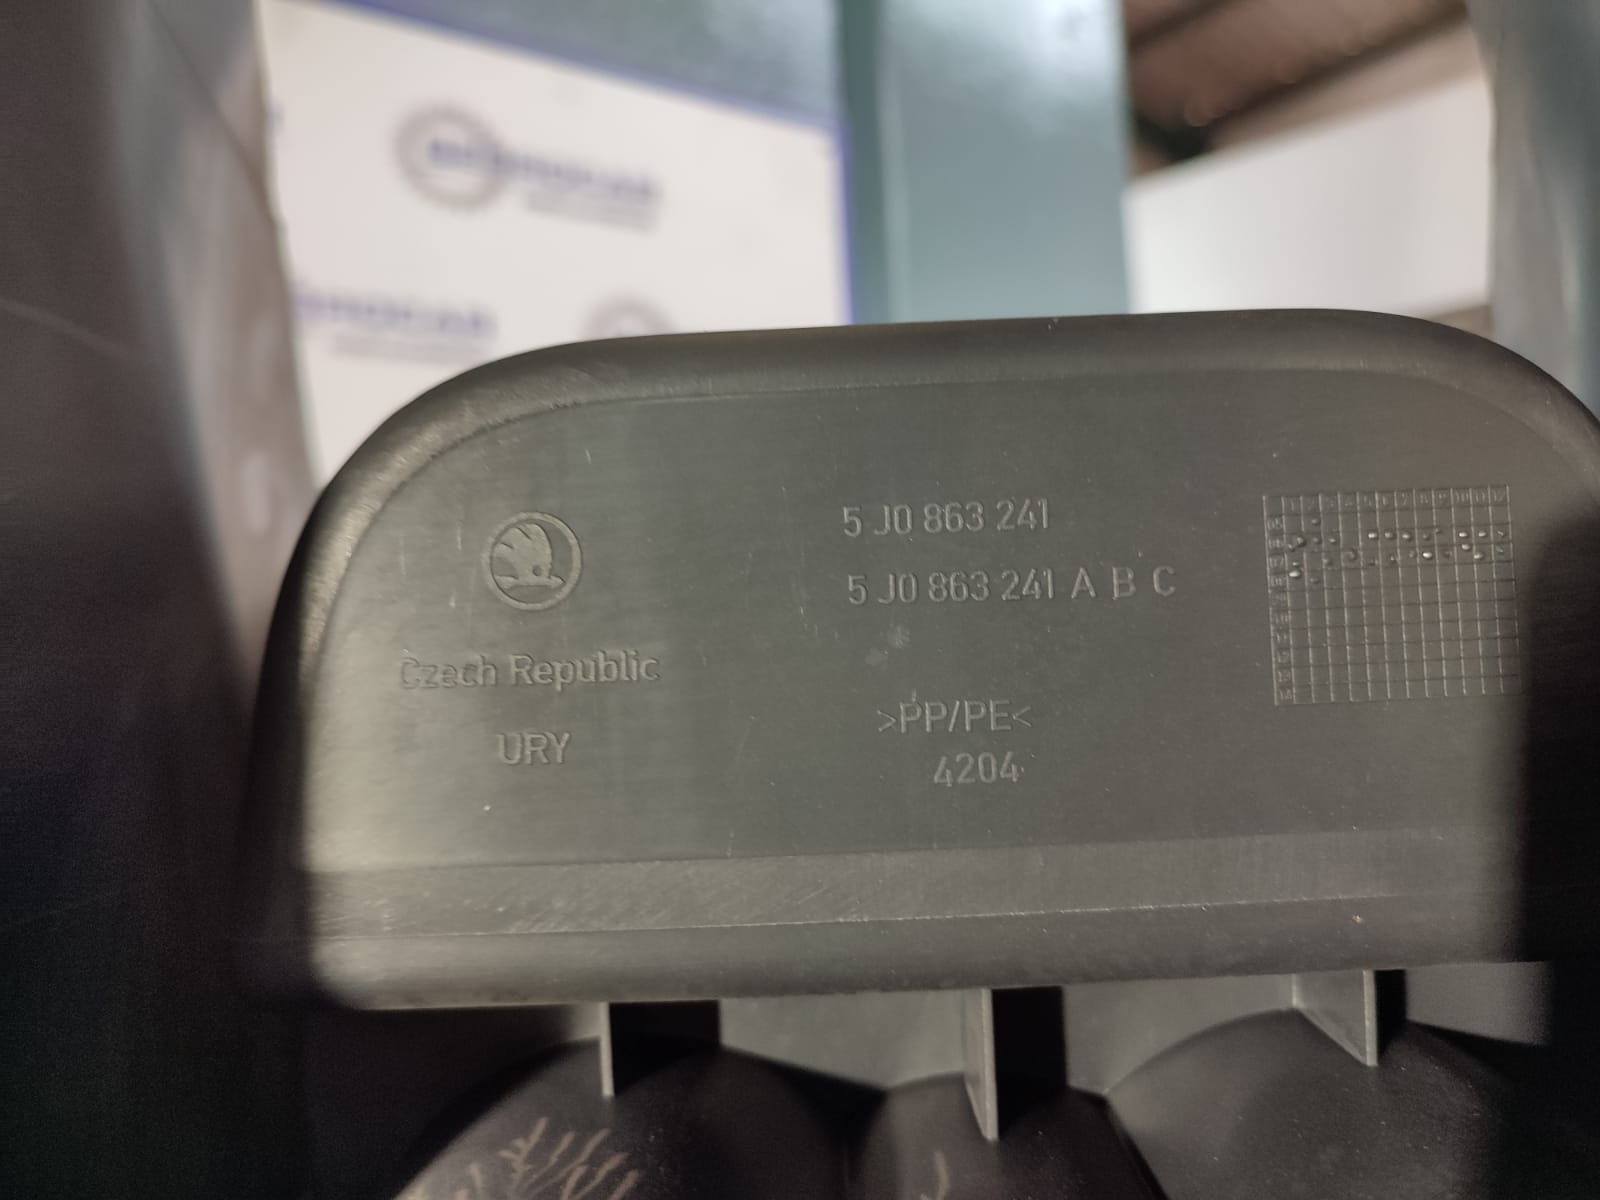 5 J0 863 241
5 J0 863 241 A B C
Czech Republic
URY
>PP/PE<
4204